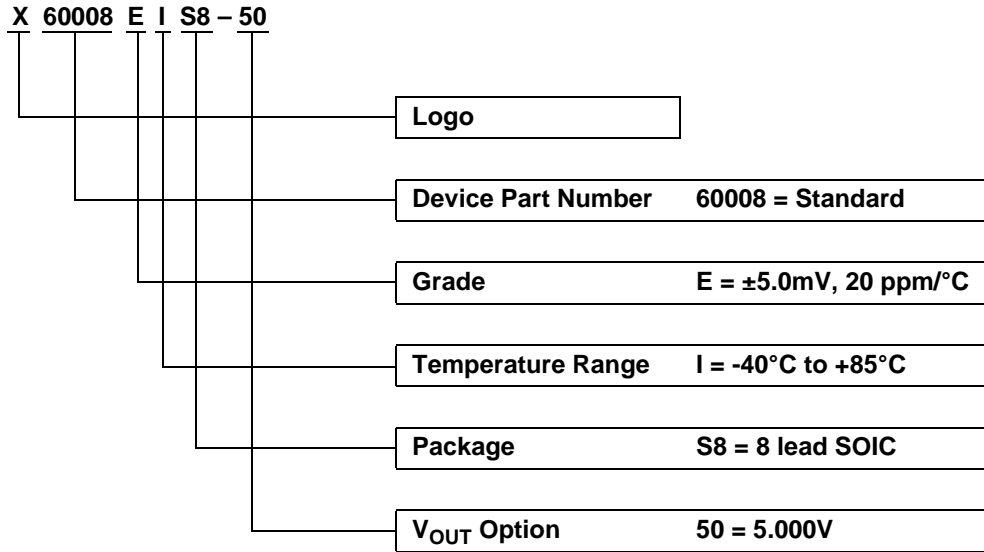 X 60008 E I S8 – 50
Logo
Device Part Number 60008 = Standard
Grade E = ±5.0mV, 20 ppm/°C
Temperature Range I = -40°C to +85°C
Package S8 = 8 lead SOIC
VOUT Option 50 = 5.000V